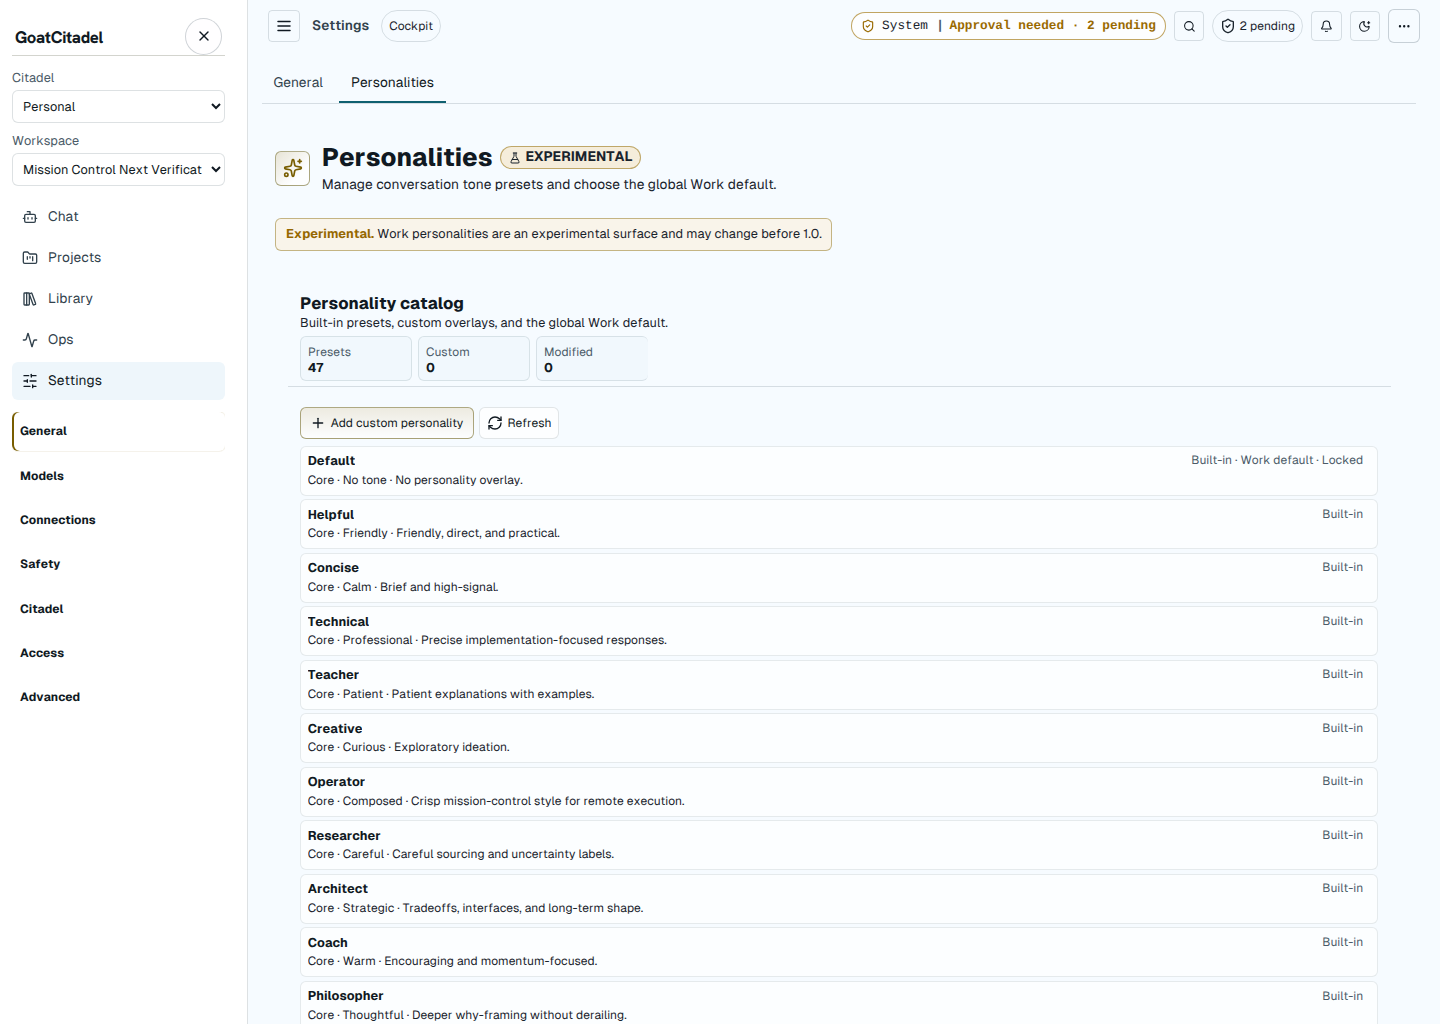 GoatCitadel
Citadel
Personal
Workspace
Mission Control Next Verificat
Chat
Projects
Library
Ops
Settings
General
Models
Connections
Safety
Citadel
Access
Advanced
Settings
Cockpit
System | Approval needed · 2 pending
2 pending
General
Personalities
Personalities
EXPERIMENTAL
Manage conversation tone presets and choose the global Work default.
Experimental. Work personalities are an experimental surface and may change before 1.0.
Personality catalog
Built-in presets, custom overlays, and the global Work default.
Presets
47
Custom
0
Modified
0
Add custom personality
Refresh
Default
Built-in · Work default · Locked
Core · No tone · No personality overlay.
Helpful
Built-in
Core · Friendly · Friendly, direct, and practical.
Concise
Built-in
Core · Calm · Brief and high-signal.
Technical
Built-in
Core · Professional · Precise implementation-focused responses.
Teacher
Built-in
Core · Patient · Patient explanations with examples.
Creative
Built-in
Core · Curious · Exploratory ideation.
Operator
Built-in
Core · Composed · Crisp mission-control style for remote execution.
Researcher
Built-in
Core · Careful · Careful sourcing and uncertainty labels.
Architect
Built-in
Core · Strategic · Tradeoffs, interfaces, and long-term shape.
Coach
Built-in
Core · Warm · Encouraging and momentum-focused.
Philosopher
Built-in
Core · Thoughtful · Deeper why-framing without derailing.